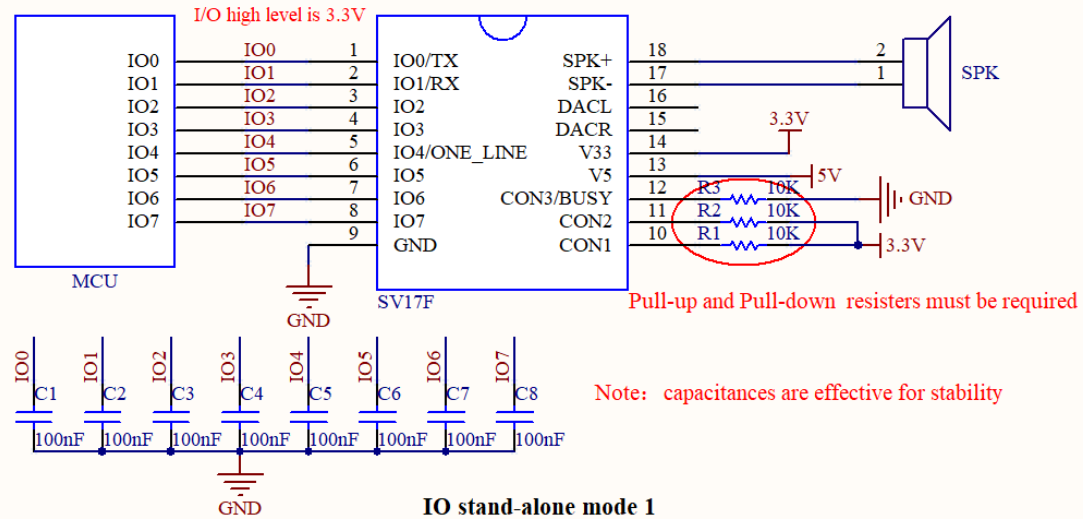 I/O high level is 3.3V
IO0 IO0 1 IO0/TX SPK+ 18 2
IO1 IO1 2 IO1/RX SPK- 17 1 SPK
IO2 IO2 3 IO2 DACL 16
IO3 IO3 4 IO3 DACR 15 3.3V
IO4 IO4 5 IO4/ONE_LINE V33 14
IO5 IO5 6 IO5 V5 13 5V
IO6 IO6 7 IO6 CON3/BUSY 12 R3 10K GND
IO7 IO7 8 IO7 CON2 11 R2 10K
9 GND CON1 10 R1 10K 3.3V
MCU
GND
SV17F
Pull-up and Pull-down resisters must be required
IO0 IO1 IO2 IO3 IO4 IO5 IO6 IO7
C1 C2 C3 C4 C5 C6 C7 C8
100nF 100nF 100nF 100nF 100nF 100nF 100nF 100nF
Note: capacitances are effective for stability
GND
IO stand-alone mode 1